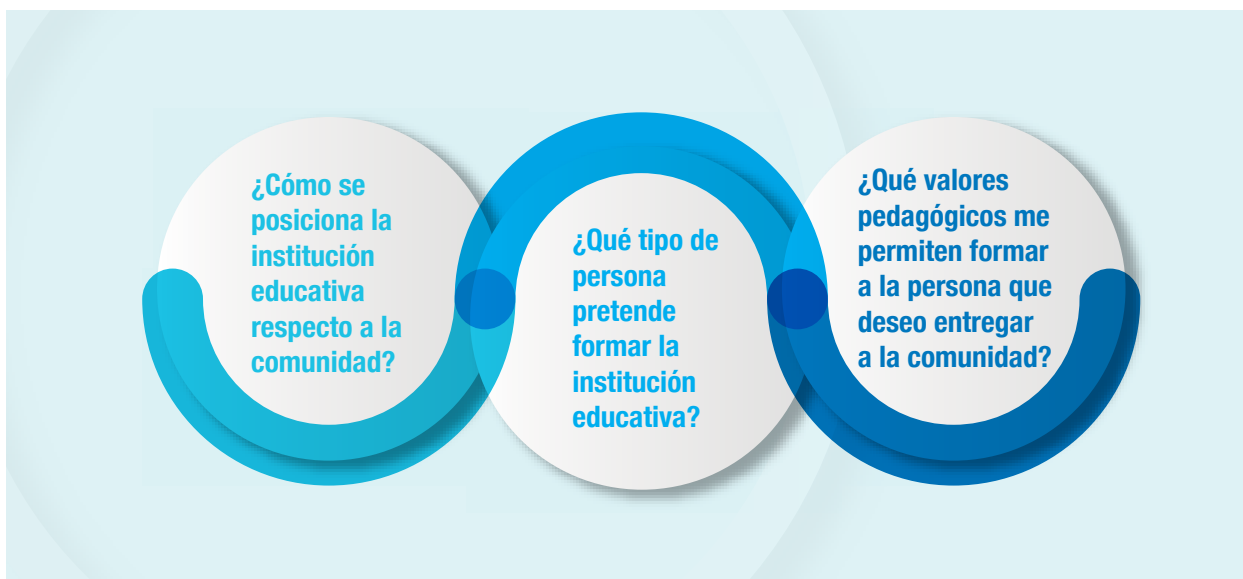 ¿Cómo se
posiciona la
institución
educativa
respecto a la
comunidad?
¿Qué tipo de
persona
pretende
formar la
institución
educativa?
¿Qué valores
pedagógicos me
permiten formar
a la persona que
deseo entregar
a la comunidad?